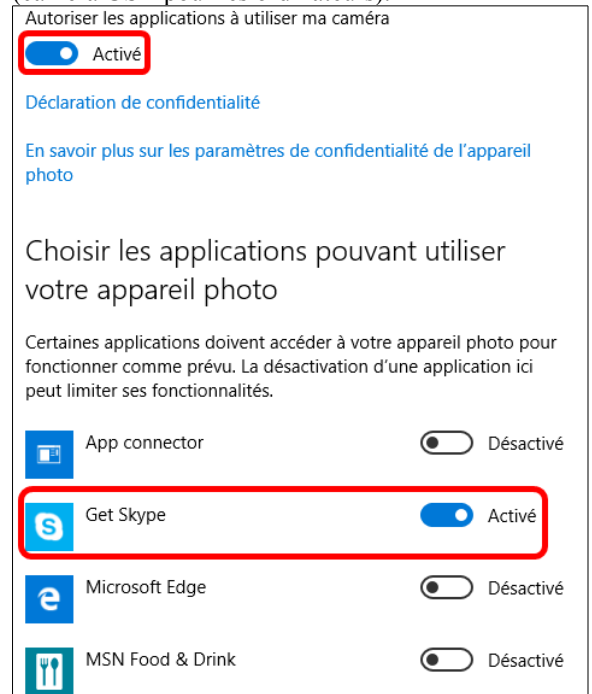 Autoriser les applications à utiliser ma caméra
Activé
Déclaration de confidentialité
En savoir plus sur les paramètres de confidentialité de l'appareil
photo
Choisir les applications pouvant utiliser
votre appareil photo
Certaines applications doivent accéder à votre appareil photo pour
fonctionner comme prévu. La désactivation d'une application ici
peut limiter ses fonctionnalités.
App connector Désactivé
Get Skype Activé
Microsoft Edge Désactivé
MSN Food & Drink Désactivé